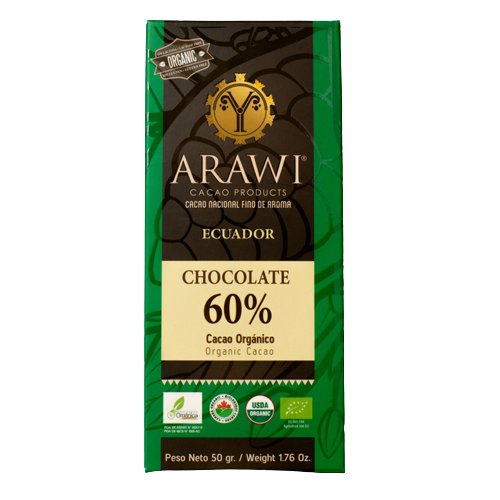 ORGANIC
ARAWI®
CACAO PRODUCTS
CACAO NACIONAL FINO DE AROMA
ECUADOR
CHOCOLATE
60%
Cacao Orgánico
Organic Cacao
Orgánica
USDA
ORGANIC
Peso Neto 50 gr. / Weight 1.76 Oz.